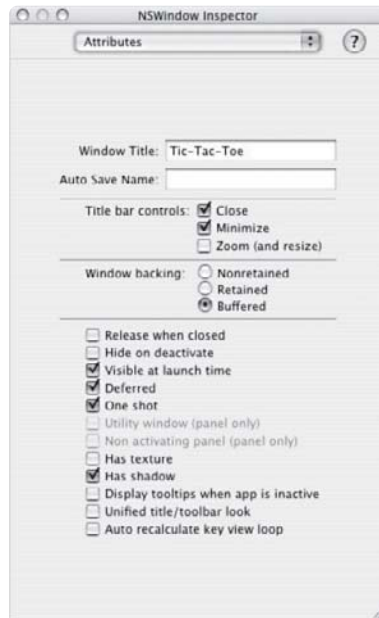 NSWindow Inspector
Attributes
?
Window Title: Tic-Tac-Toe
Auto Save Name:
Title bar controls: Close
Minimize
Zoom (and resize)
Window backing: Nonretained
Retained
Buffered
Release when closed
Hide on deactivate
Visible at launch time
Deferred
One shot
Utility window (panel only)
Non activating panel (panel only)
Has texture
Has shadow
Display tooltips when app is inactive
Unified title/toolbar look
Auto recalculate key view loop